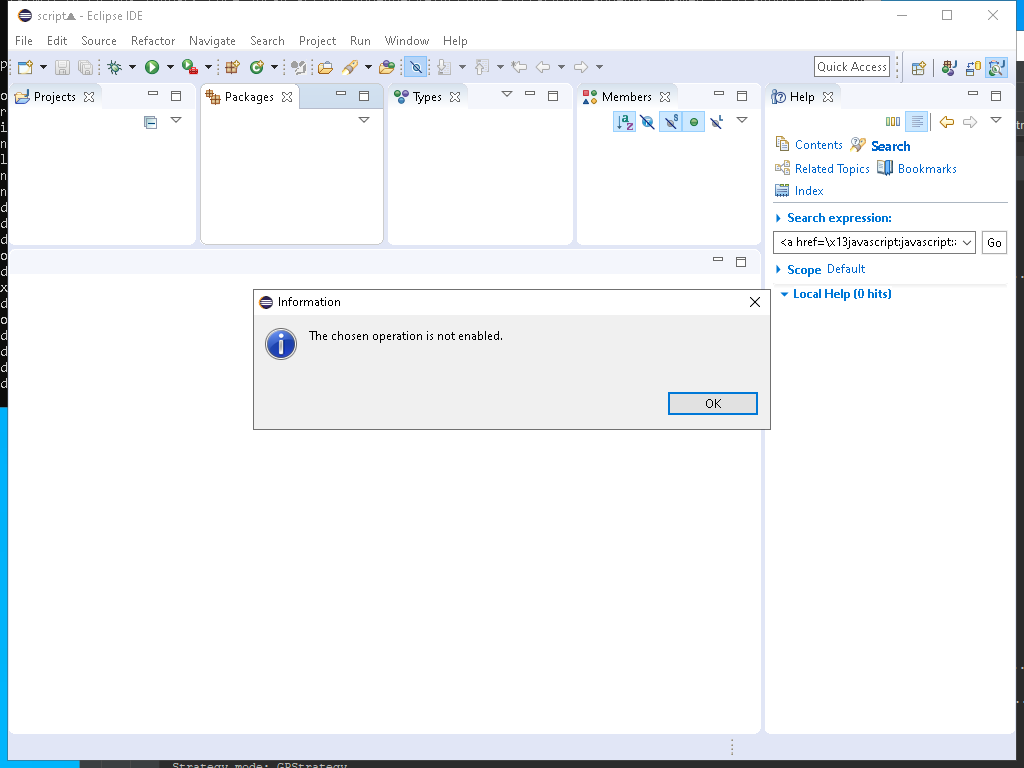 script▲ - Eclipse IDE
File Edit Source Refactor Navigate Search Project Run Window Help
Quick Access
Projects
Packages
Types
Members
Help
Contents Search
Related Topics Bookmarks
Index
Search expression:
<a href=\x13javascript:javascript:
Go
Scope Default
Local Help (0 hits)
Information
The chosen operation is not enabled.
OK
Strategy mode: GPStrategy